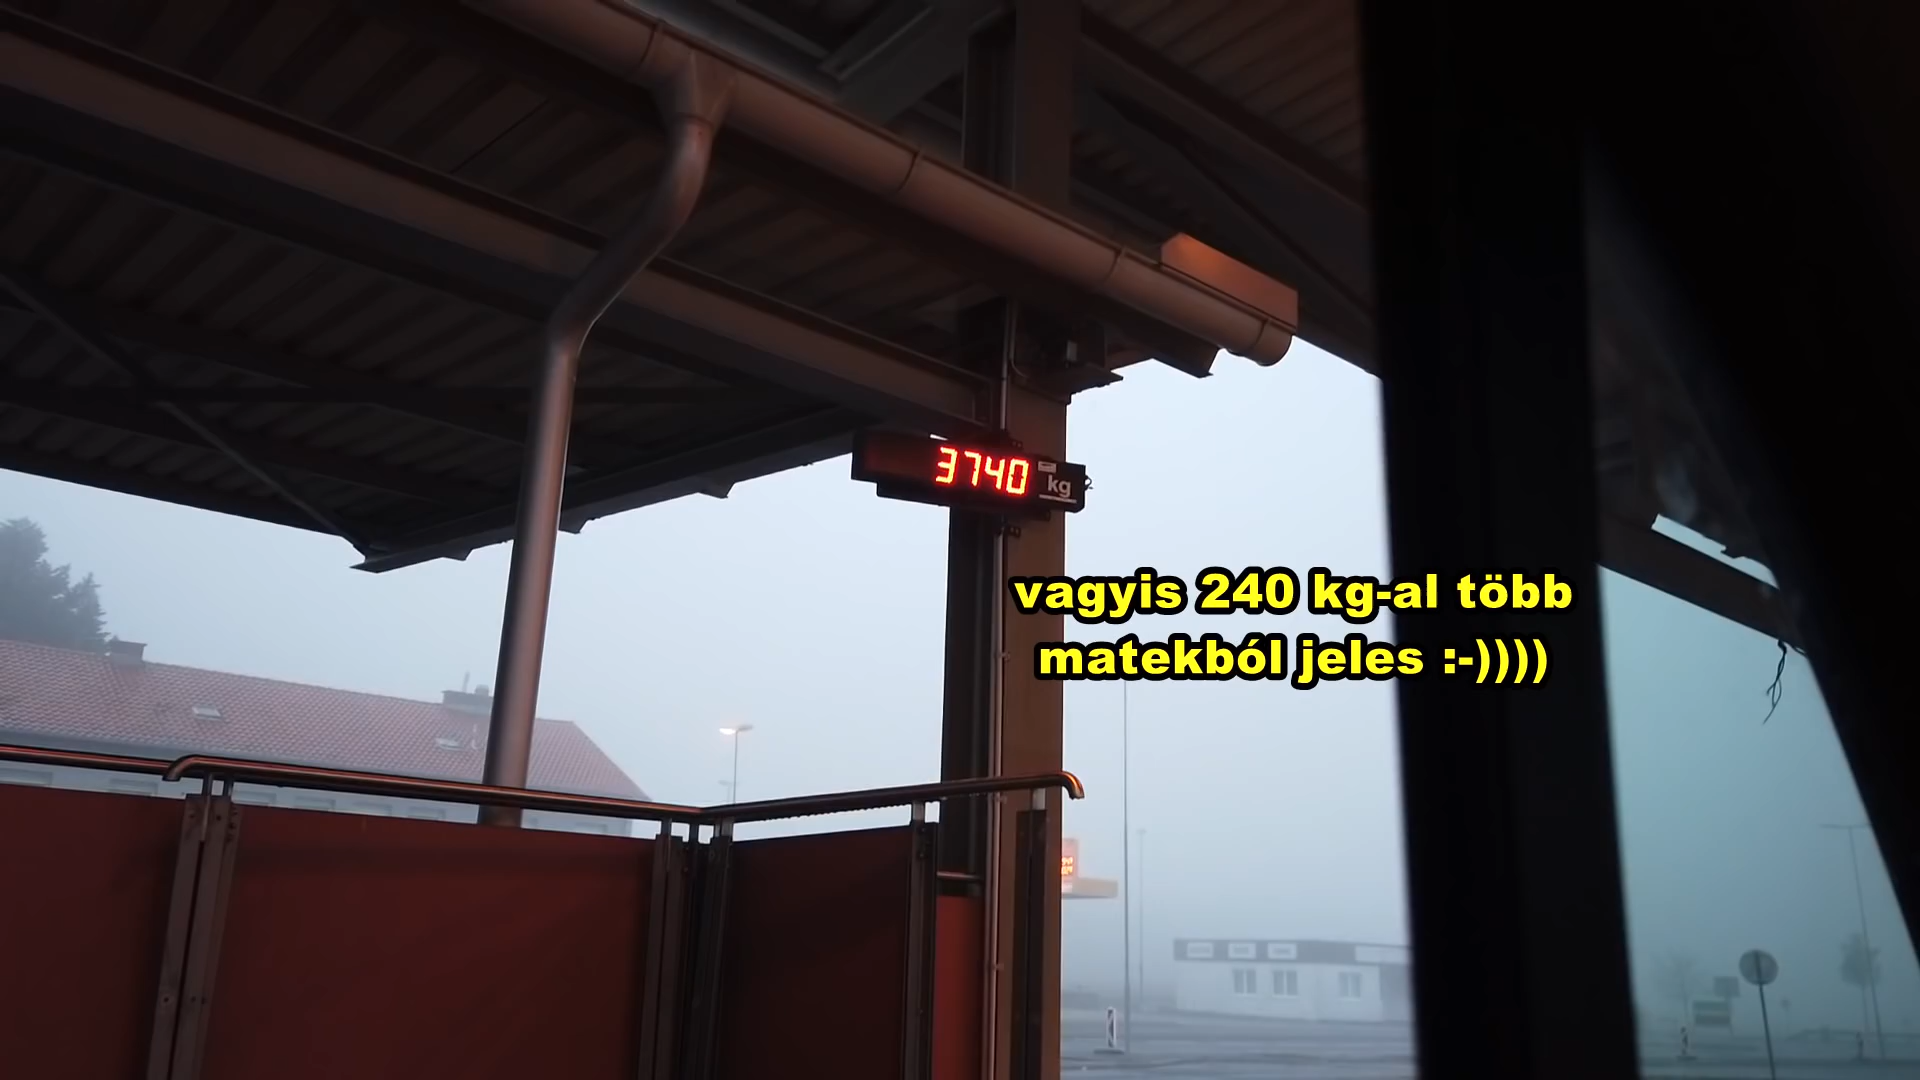 3740 kg
vagyis 240 kg-al több
matekból jeles :-))))